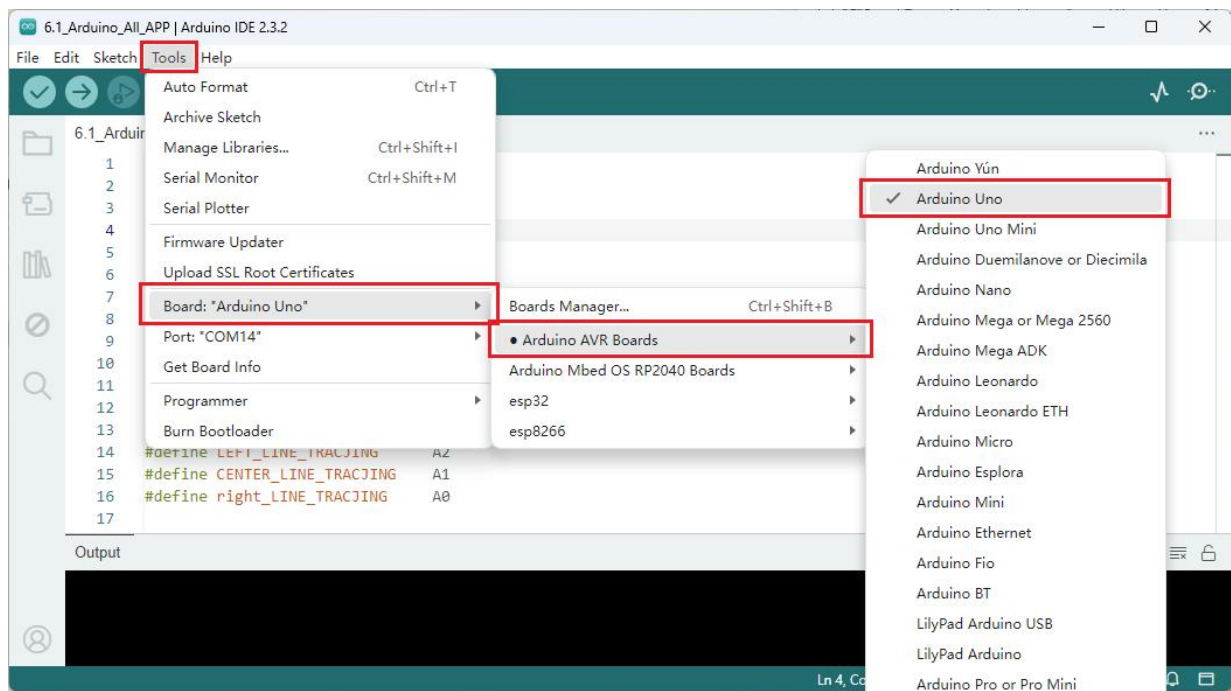 6.1_Arduino_All_APP | Arduino IDE 2.3.2
File Edit Sketch Tools Help
Auto Format Ctrl+T
Archive Sketch
Manage Libraries... Ctrl+Shift+I
Serial Monitor Ctrl+Shift+M
Serial Plotter
Firmware Updater
Upload SSL Root Certificates
Board: "Arduino Uno"
Port: "COM14"
Get Board Info
Programmer
Burn Bootloader
Boards Manager... Ctrl+Shift+B
● Arduino AVR Boards
Arduino Mbed OS RP2040 Boards
esp32
esp8266
Arduino Yún
✓ Arduino Uno
Arduino Uno Mini
Arduino Duemilanove or Diecimila
Arduino Nano
Arduino Mega or Mega 2560
Arduino Mega ADK
Arduino Leonardo
Arduino Leonardo ETH
Arduino Micro
Arduino Esplora
Arduino Mini
Arduino Ethernet
Arduino Fio
Arduino BT
LilyPad Arduino USB
LilyPad Arduino
Arduino Pro or Pro Mini
6.1_Arduir
1
2
3
4
5
6
7
8
9
10
11
12
13
14 #define LEFT_LINE_TRACJING A2
15 #define CENTER_LINE_TRACJING A1
16 #define right_LINE_TRACJING A0
17
Output
Ln 4, Co